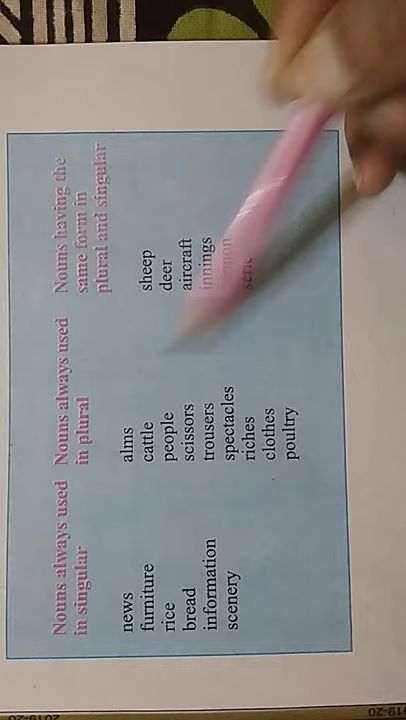 Nouns always used
in singular
news
furniture
rice
bread
information
scenery
Nouns always used
in plural
alms
cattle
people
scissors
trousers
spectacles
riches
clothes
poultry
Nouns having the
same form in
plural and singular
sheep
deer
aircraft
innings
2019-20